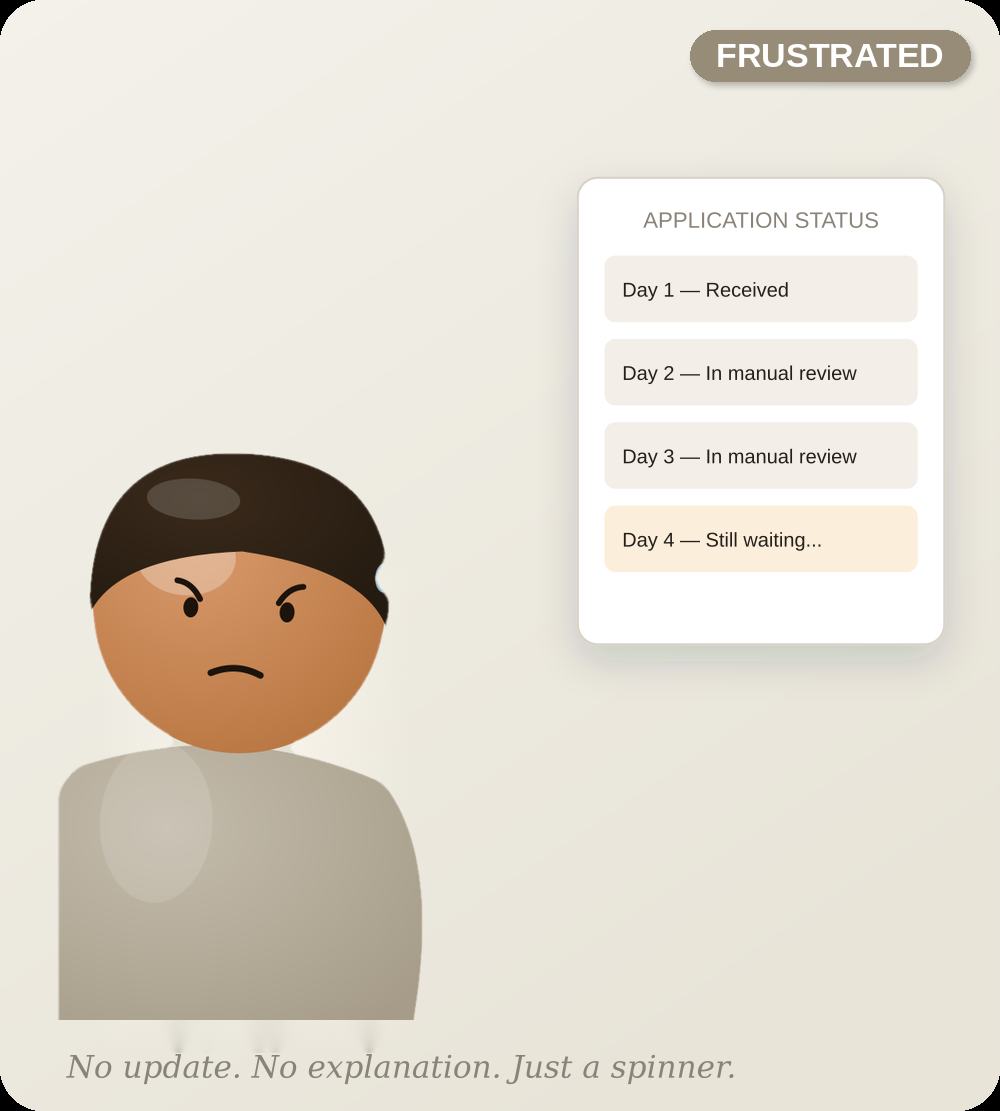 FRUSTRATED
APPLICATION STATUS
Day 1 — Received
Day 2 — In manual review
Day 3 — In manual review
Day 4 — Still waiting...
No update. No explanation. Just a spinner.